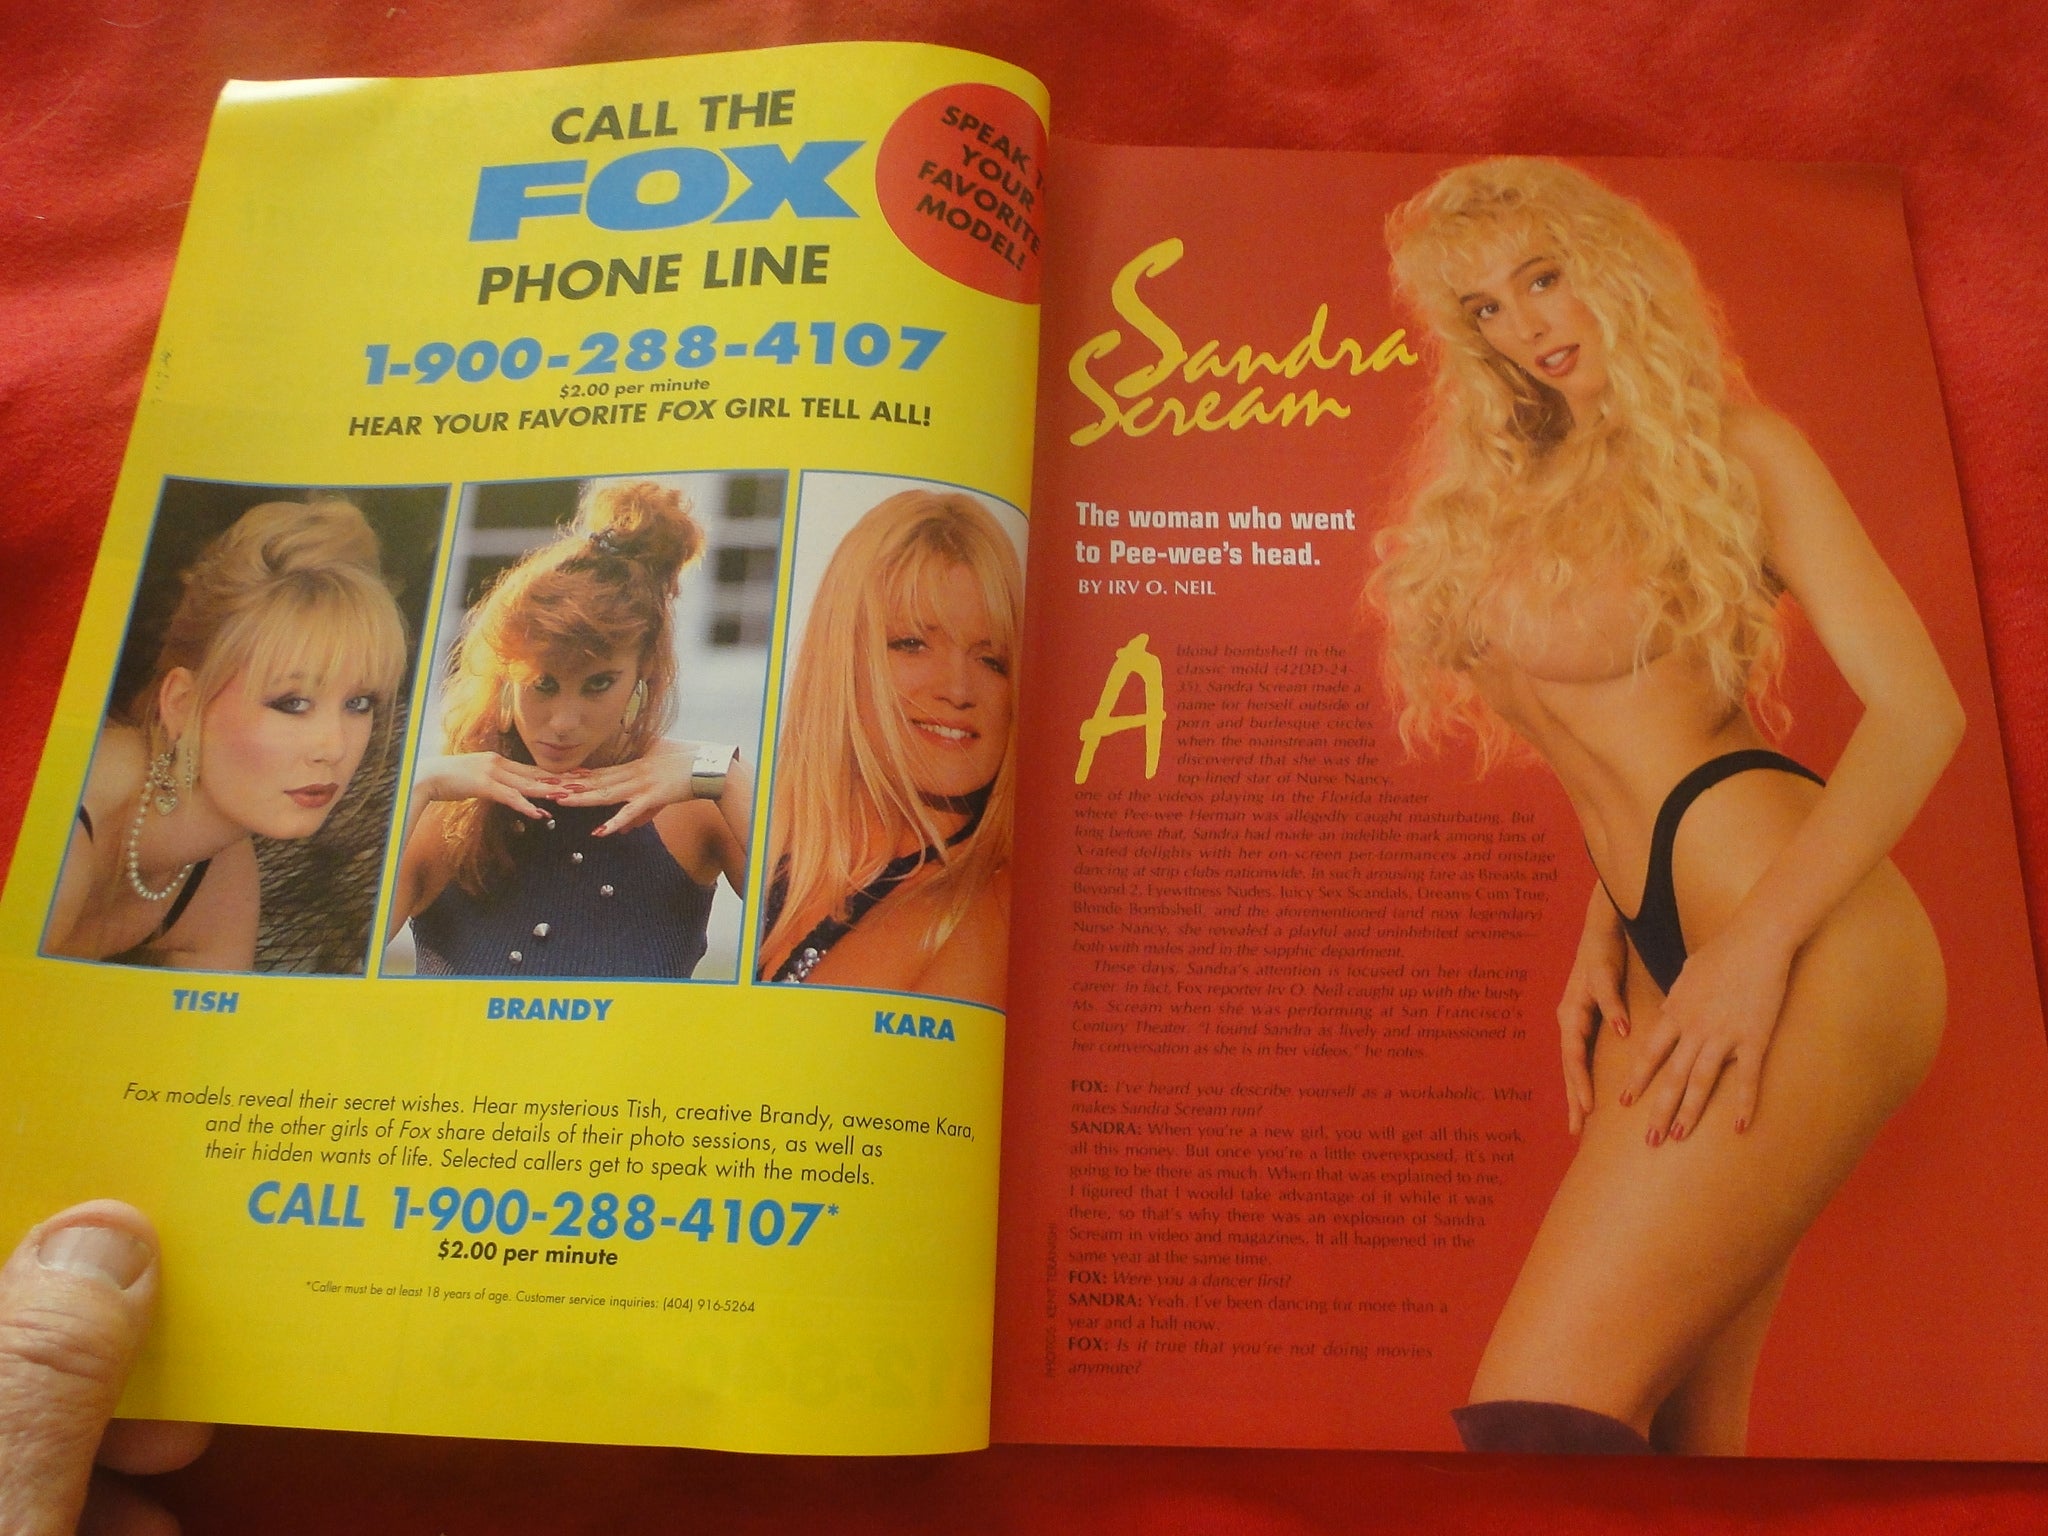 CALL THE
FOX
PHONE LINE
1-900-288-4107
$2.00 per minute
HEAR YOUR FAVORITE FOX GIRL TELL ALL!
SPEAK
YOUR
FAVORITE
MODEL!
TISH
BRANDY
KARA
Fox models reveal their secret wishes. Hear mysterious Tish, creative Brandy, awesome Kara,
and the other girls of Fox share details of their photo sessions, as well as
their hidden wants of life. Selected callers get to speak with the models.
CALL 1-900-288-4107*
$2.00 per minute
*Caller must be at least 18 years of age. Customer service inquiries: (404) 916-5264
Sandra
Scream
The woman who went
to Pee-wee's head.
BY IRV O. NEIL
A blond bombshell in the
classic mold (42DD-24-
35), Sandra Scream made a
name for herself outside of
porn and burlesque circles
when the mainstream media
discovered that she was the
top-lined star of Nurse Nancy,
one of the videos playing in the Florida theater
where Pee-wee Herman was allegedly caught masturbating. But
long before that, Sandra had made an indelible mark among fans of
X-rated delights with her on-screen per-formances and onstage
dancing at strip clubs nationwide. In such arousing fare as Breasts and
Beyond 2, Eyewitness Nudes, Juicy Sex Scandals, Dreams Cum True,
Blonde Bombshell, and the aforementioned (and now legendary)
Nurse Nancy, she revealed a playful and uninhibited sexiness—
both with males and in the sapphic department.
These days, Sandra's attention is focused on her dancing
career. In fact, Fox reporter Irv O. Neil caught up with the busty
Ms. Scream when she was performing at San Francisco's
Century Theater. "I found Sandra as lively and impassioned in
her conversation as she is in her videos," he notes.
FOX: I've heard you describe yourself as a workaholic. What
makes Sandra Scream run?
SANDRA: When you're a new girl, you will get all this work,
all this money. But once you're a little overexposed, it's not
going to be there as much. When that was explained to me,
I figured that I would take advantage of it while it was
there, so that's why there was an explosion of Sandra
Scream in video and magazines. It all happened in the
same year at the same time.
FOX: Were you a dancer first?
SANDRA: Yeah. I've been dancing for more than a
year and a half now.
FOX: Is it true that you're not doing movies
anymore?
PHOTOS: KENT TERANISHI